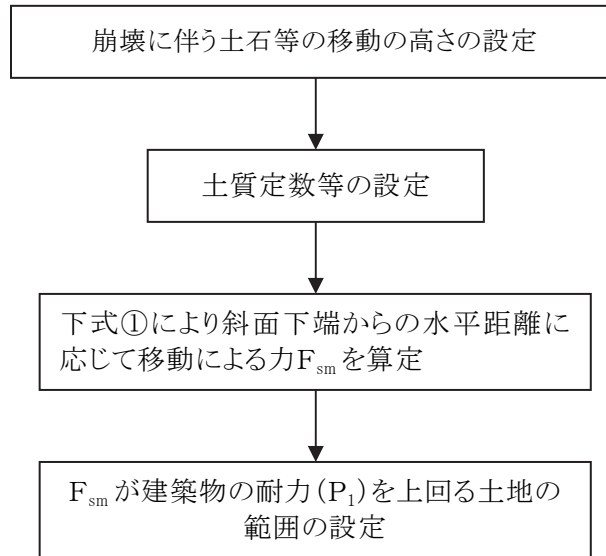 崩壊に伴う土石等の移動の高さの設定
土質定数等の設定
下式①により斜面下端からの水平距離に
応じて移動による力Fsmを算定
Fsmが建築物の耐力(P1)を上回る土地の
範囲の設定